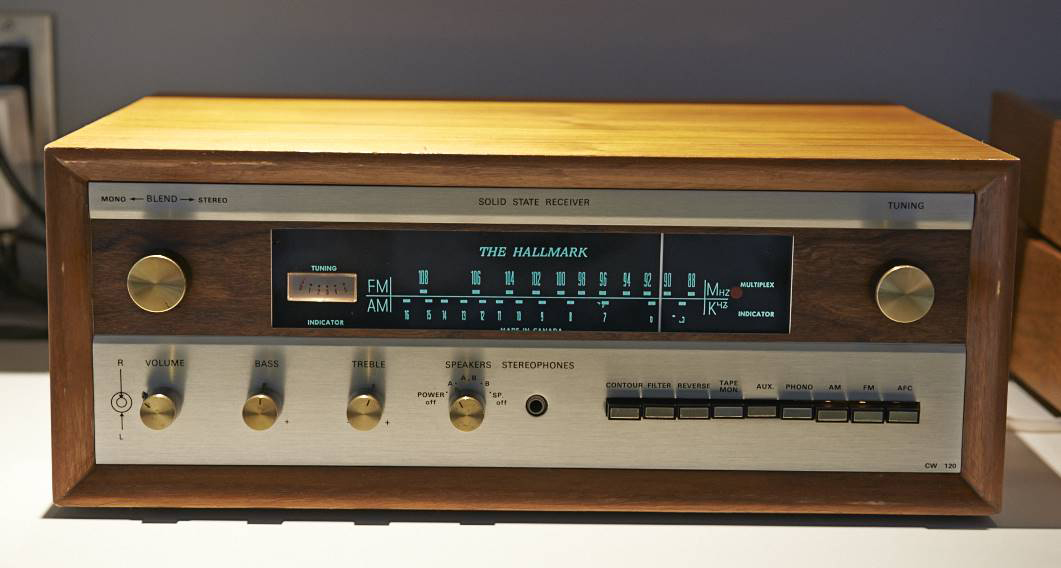 MONO ← BLEND → STEREO
SOLID STATE RECEIVER
TUNING
THE HALLMARK
TUNING
INDICATOR
FM 108 106 104 102 100 98 96 94 92 90 88 MHZ
AM 16 15 14 13 12 11 10 9 8 7 KHZ
MULTIPLEX
INDICATOR
MADE IN CANADA
R
L
VOLUME
BASS
+
TREBLE
- +
SPEAKERS
A A.B B
POWER off
SP. off
STEREOPHONES
CONTOUR FILTER REVERSE TAPE MON. AUX. PHONO AM FM AFC
CW 120